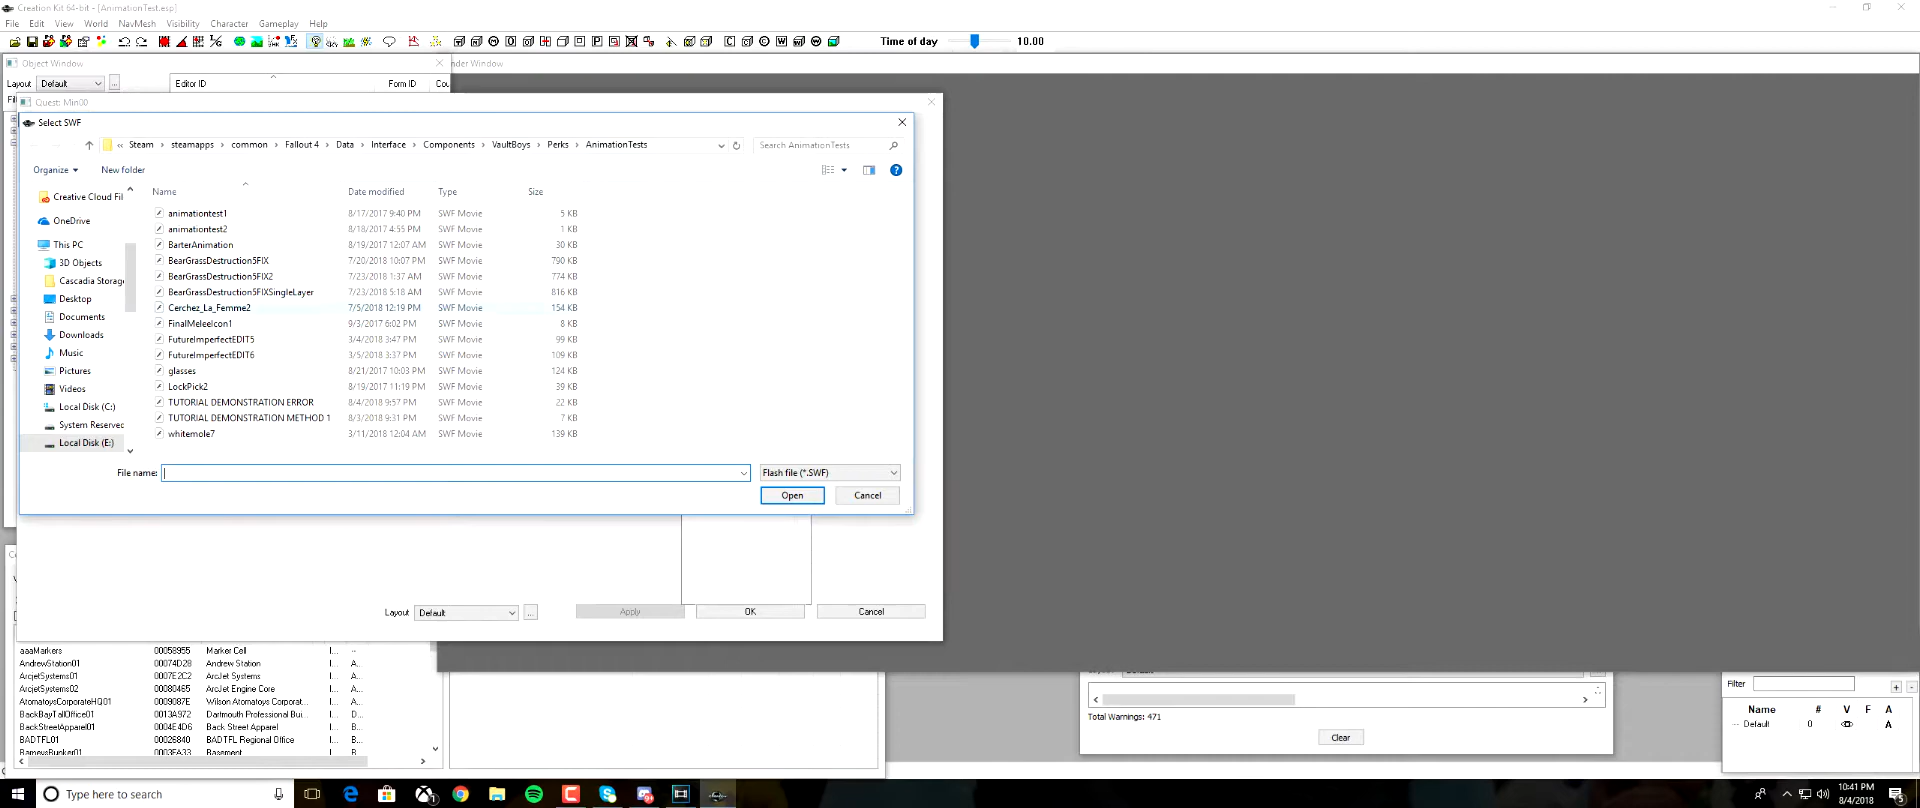 Creation Kit 64-bit - [AnimationTest.esp]
File Edit View World NavMesh Visibility Character Gameplay Help
Time of day 10.00
Object Window
nder Window
Layout Default ... Editor ID Form ID Cou
Quest: Min00
Select SWF
« Steam › steamapps › common › Fallout 4 › Data › Interface › Components › VaultBoys › Perks › AnimationTests
Search AnimationTests
Organize New folder
Name Date modified Type Size
Creative Cloud Fil
OneDrive
This PC
3D Objects
Cascadia Storage
Desktop
Documents
Downloads
Music
Pictures
Videos
Local Disk (C:)
System Reserved
Local Disk (E:)
animationtest1 8/17/2017 9:40 PM SWF Movie 5 KB
animationtest2 8/18/2017 4:55 PM SWF Movie 1 KB
BarterAnimation 8/19/2017 12:07 AM SWF Movie 30 KB
BearGrassDestruction5FIX 7/20/2018 10:07 PM SWF Movie 790 KB
BearGrassDestruction5FIX2 7/23/2018 1:37 AM SWF Movie 774 KB
BearGrassDestruction5FIXSingleLayer 7/23/2018 5:18 AM SWF Movie 816 KB
Cerchez_La_Femme2 7/5/2018 12:19 PM SWF Movie 154 KB
FinalMeleeIcon1 9/3/2017 6:02 PM SWF Movie 8 KB
FutureImperfectEDIT5 3/4/2018 3:47 PM SWF Movie 99 KB
FutureImperfectEDIT6 3/5/2018 3:37 PM SWF Movie 109 KB
glasses 8/21/2017 10:03 PM SWF Movie 124 KB
LockPick2 8/19/2017 11:19 PM SWF Movie 39 KB
TUTORIAL DEMONSTRATION ERROR 8/4/2018 9:57 PM SWF Movie 22 KB
TUTORIAL DEMONSTRATION METHOD 1 8/3/2018 9:31 PM SWF Movie 7 KB
whitemole7 3/11/2018 12:04 AM SWF Movie 139 KB
File name: Flash file (*.SWF)
Open Cancel
Layout Default ... Apply OK Cancel
aaaMarkers 00058955 Marker Cell I... ..
AndrewStation01 00074D28 Andrew Station I... A...
ArcjetSystems01 0007E2C2 ArcJet Systems I... A...
ArcjetSystems02 00080465 ArcJet Engine Core I... A...
AtomatoysCorporateHQ01 0009087E Wilson Atomatoys Corporat... I... A...
BackBayTallOffice01 0013A972 Dartmouth Professional Bui... I... D...
BackStreetApparel01 0004E4D6 Back Street Apparel I... B...
BADTFL01 00026840 BADTFL Regional Office I... B...
Total Warnings: 471
Clear
Filter + -
Name # V F A
Default 0 A
Type here to search
10:41 PM
8/4/2018